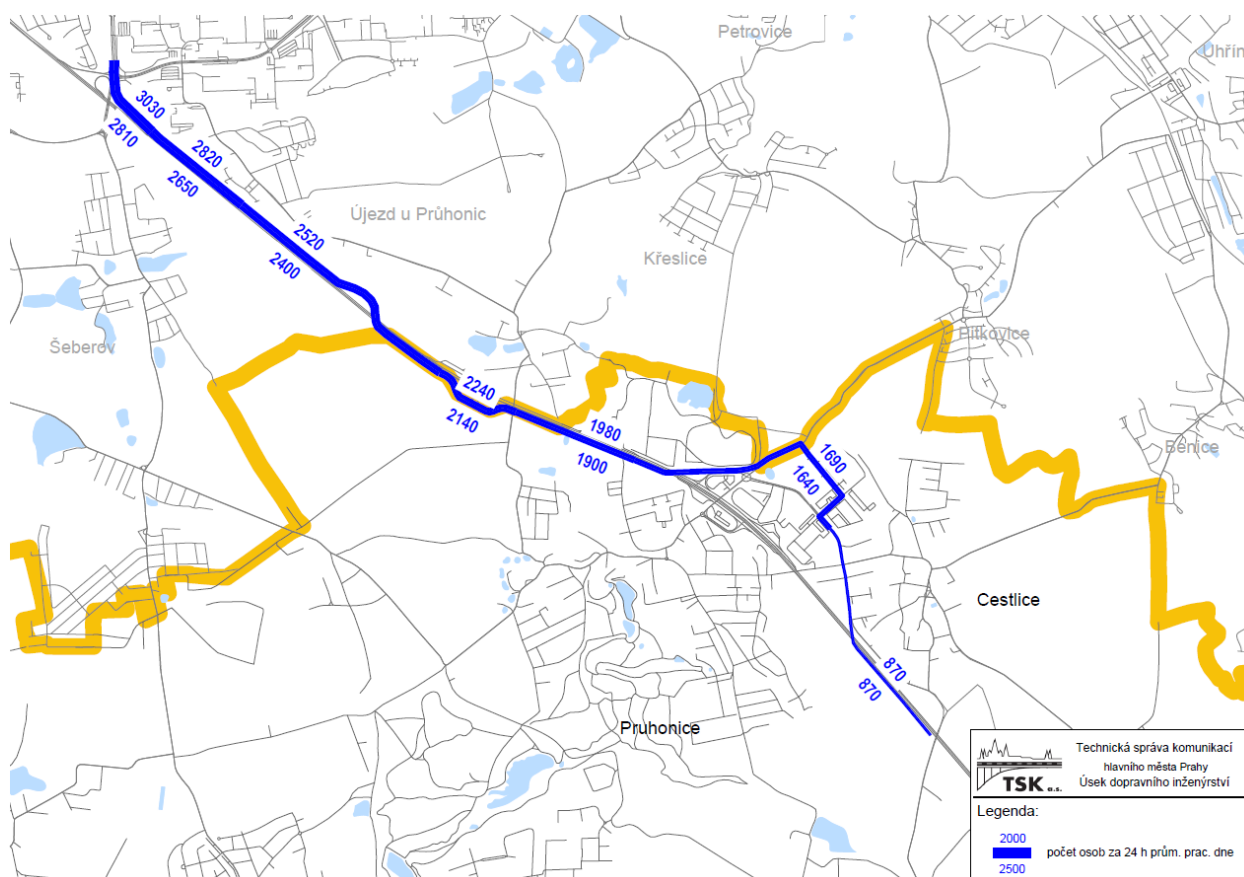 Petrovice
Uhřín
3030
2810
2820
2650
Újezd u Průhonic
2520
2400
Křeslice
Šeberov
Pitkovice
2240
2140
1980
1900
1690
1640
Benice
Cestlice
870
870
Pruhonice
Technická správa komunikací
hlavního města Prahy
Úsek dopravního inženýrství
TSK a.s.
Legenda:
2000
počet osob za 24 h prům. prac. dne
2500